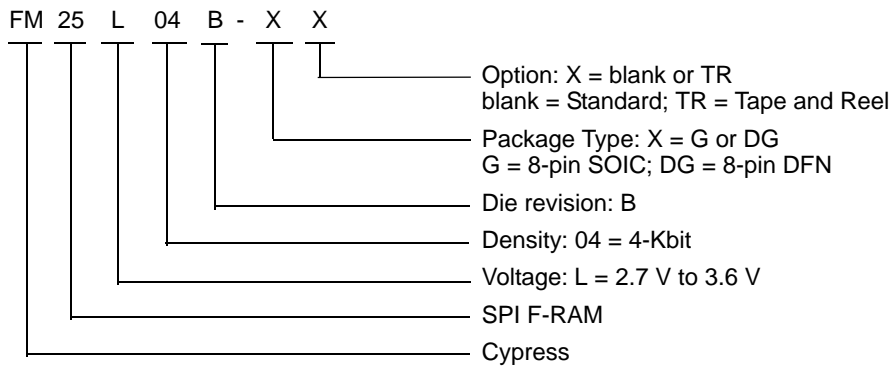 FM 25 L 04 B - X X
Option: X = blank or TR
blank = Standard; TR = Tape and Reel
Package Type: X = G or DG
G = 8-pin SOIC; DG = 8-pin DFN
Die revision: B
Density: 04 = 4-Kbit
Voltage: L = 2.7 V to 3.6 V
SPI F-RAM
Cypress